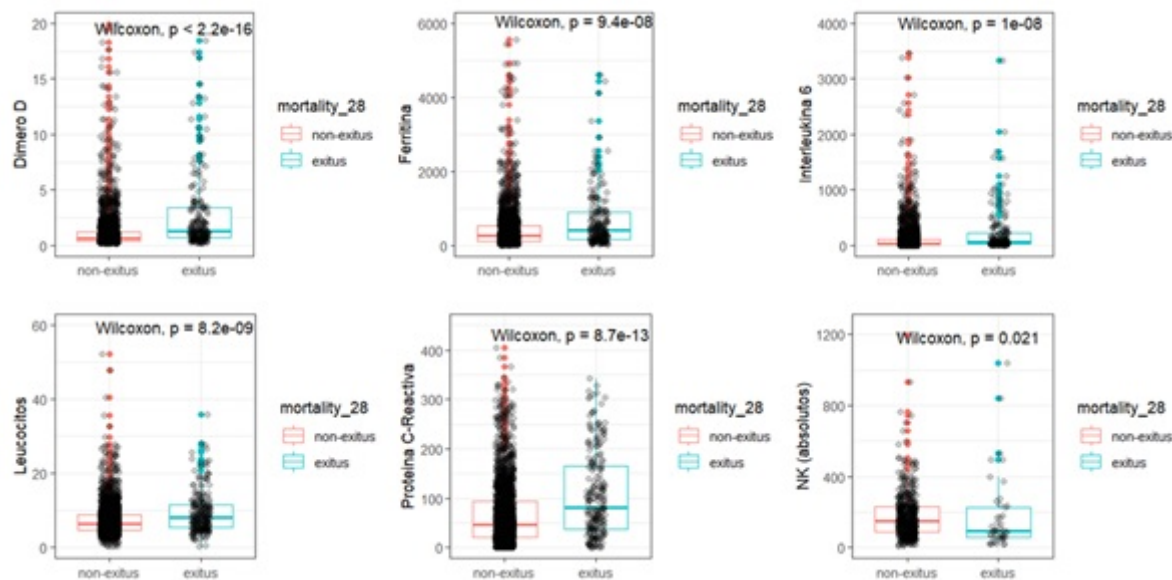 Wilcoxon, p < 2.2e-16
Dimero D
20
15
10
5
0
non-exitus exitus
mortality_28
non-exitus
exitus
Wilcoxon, p = 9.4e-08
Ferritina
6000
4000
2000
0
non-exitus exitus
mortality_28
non-exitus
exitus
Wilcoxon, p = 1e-08
Interleukina 6
4000
3000
2000
1000
0
non-exitus exitus
mortality_28
non-exitus
exitus
Wilcoxon, p = 8.2e-09
Leucocitos
60
40
20
0
non-exitus exitus
mortality_28
non-exitus
exitus
Wilcoxon, p = 8.7e-13
Proteina C-Reactiva
400
300
200
100
0
non-exitus exitus
mortality_28
non-exitus
exitus
Wilcoxon, p = 0.021
NK (absolutos)
1200
800
400
0
non-exitus exitus
mortality_28
non-exitus
exitus